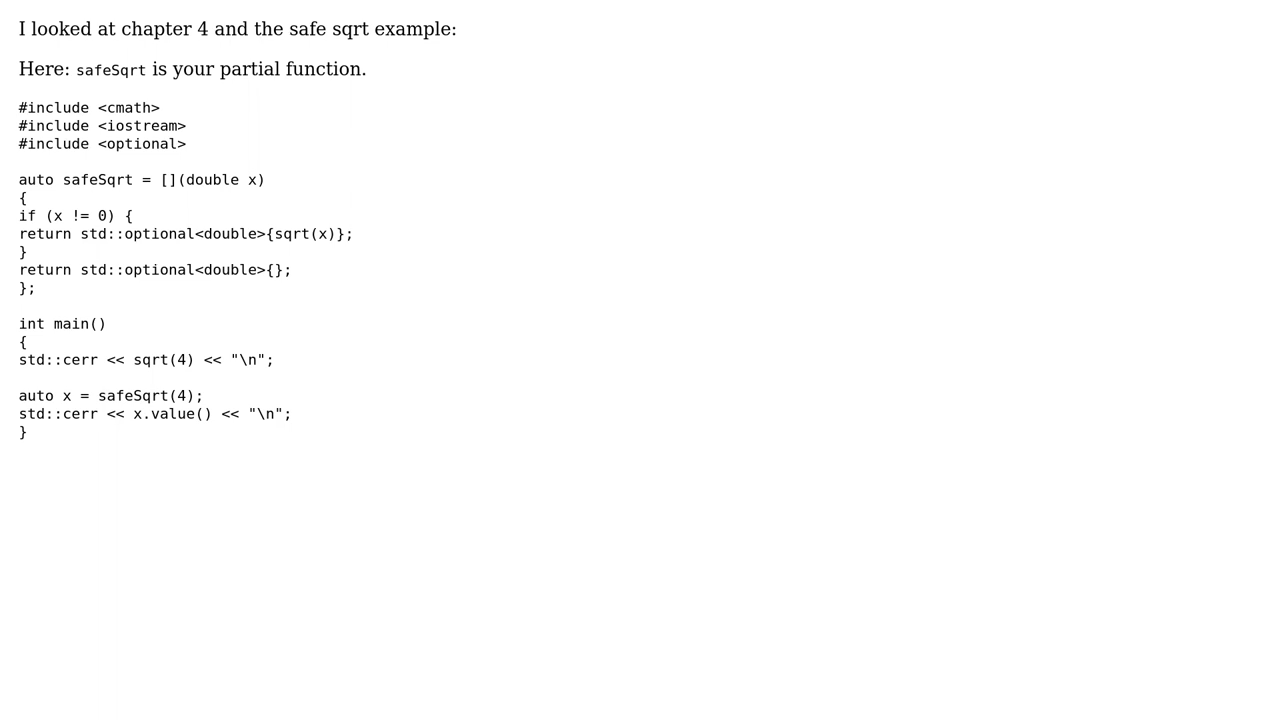 I looked at chapter 4 and the safe sqrt example:
Here: safeSqrt is your partial function.
#include <cmath>
#include <iostream>
#include <optional>
auto safeSqrt = [](double x)
{
if (x != 0) {
return std::optional<double>{sqrt(x)};
}
return std::optional<double>{};
};
int main()
{
std::cerr << sqrt(4) << "\n";
auto x = safeSqrt(4);
std::cerr << x.value() << "\n";
}